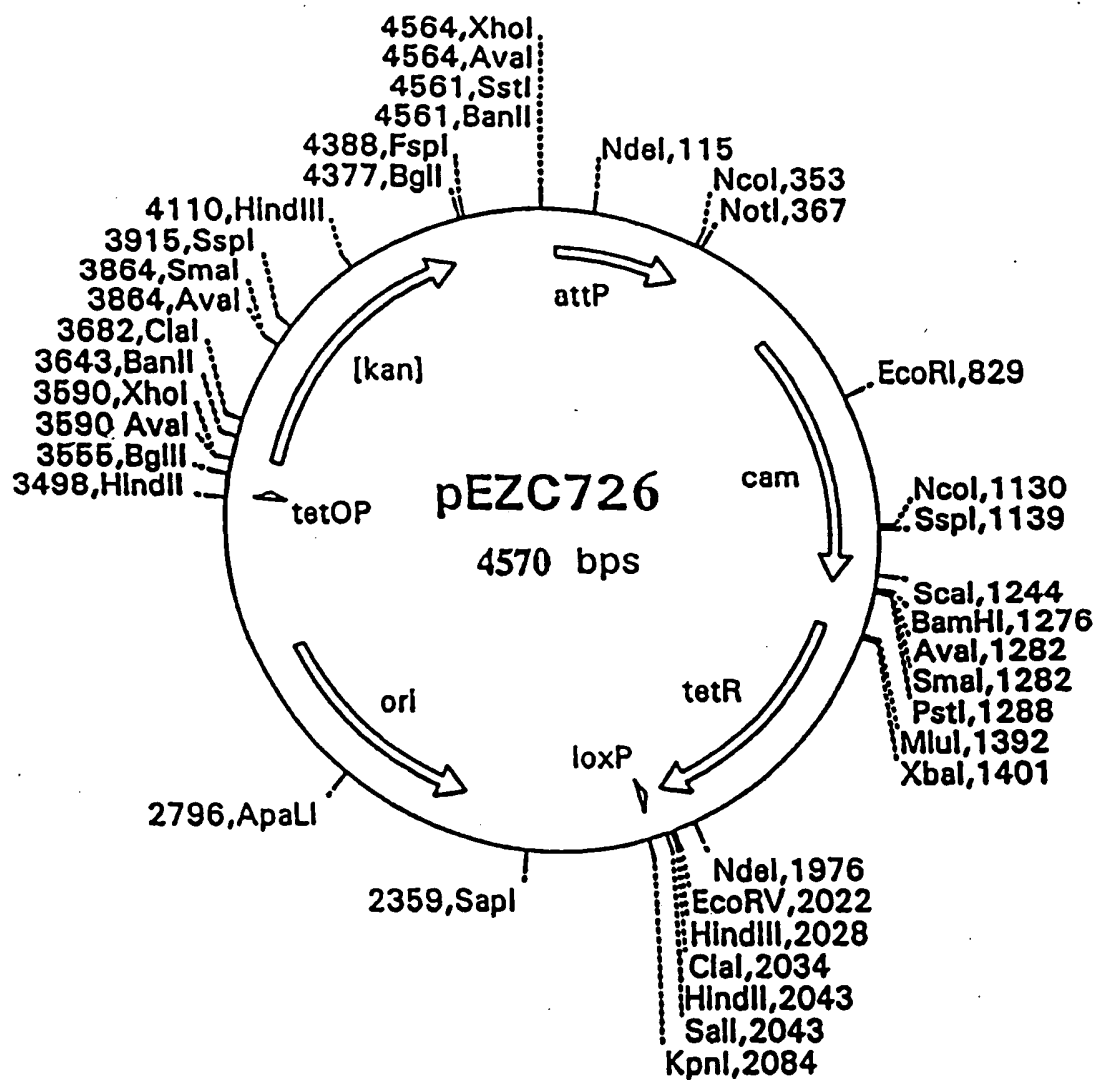 4564,XhoI
4564,AvaI
4561,SstI
4561,BanII
4388,FspI
4377,BglI
4110,HindIII
3915,SspI
3864,SmaI
3864,AvaI
3682,ClaI
3643,BanII
3590,XhoI
3590 AvaI
3555,BglII
3498,HindII
NdeI,115
NcoI,353
NotI,367
EcoRI,829
NcoI,1130
SspI,1139
ScaI,1244
BamHI,1276
AvaI,1282
SmaI,1282
PstI,1288
MluI,1392
XbaI,1401
NdeI,1976
EcoRV,2022
HindIII,2028
ClaI,2034
HindII,2043
SalI,2043
KpnI,2084
2359,SapI
2796,ApaLI
attP
[kan]
cam
tetOP
pEZC726
4570 bps
tetR
ori
loxP